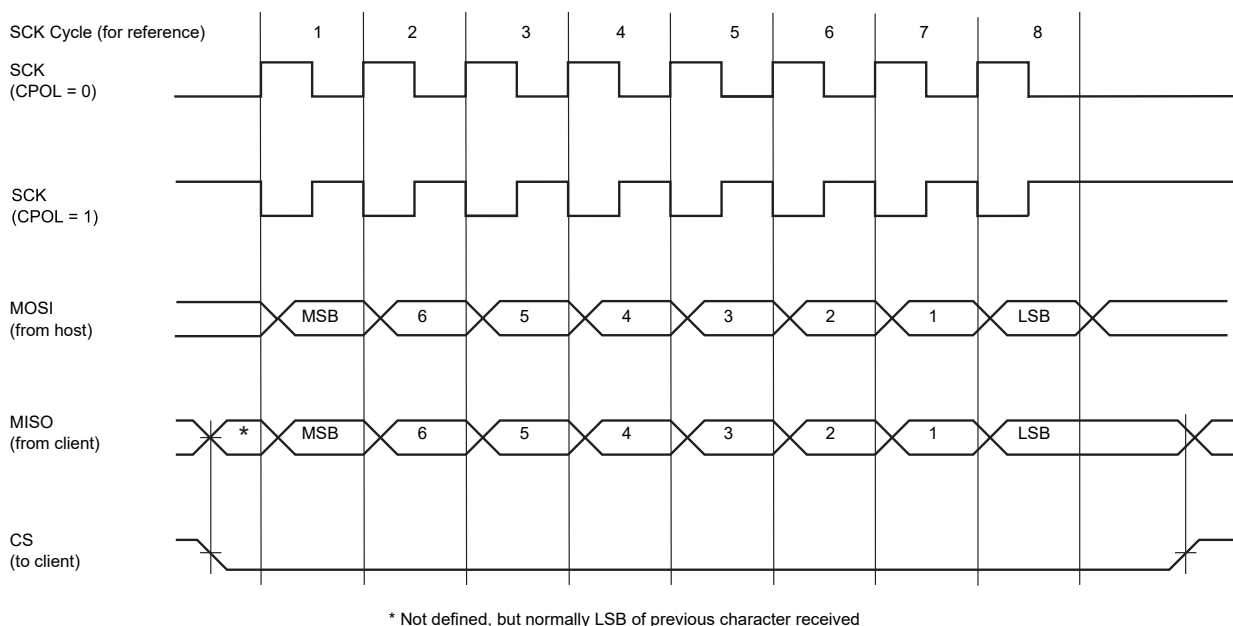 SCK Cycle (for reference) 1 2 3 4 5 6 7 8
SCK
(CPOL = 0)
SCK
(CPOL = 1)
MOSI
(from host)
MSB 6 5 4 3 2 1 LSB
MISO
(from client)
* MSB 6 5 4 3 2 1 LSB
CS
(to client)
* Not defined, but normally LSB of previous character received